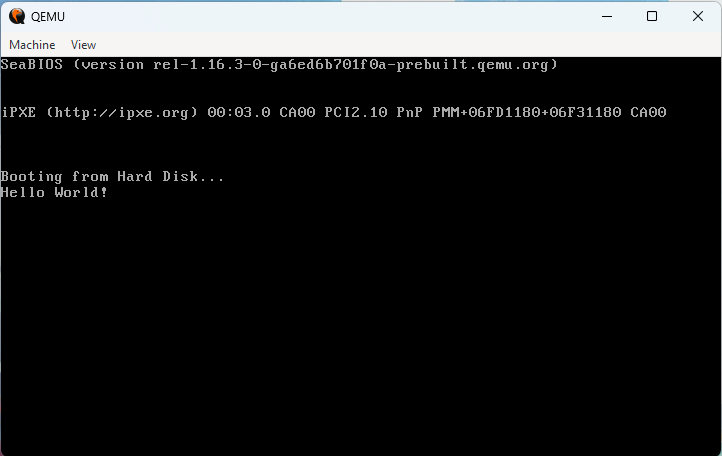 QEMU
Machine View
SeaBIOS (version rel-1.16.3-0-ga6ed6b701f0a-prebuilt.qemu.org)
iPXE (http://ipxe.org) 00:03.0 CA00 PCI2.10 PnP PMM+06FD1180+06F31180 CA00
Booting from Hard Disk...
Hello World!